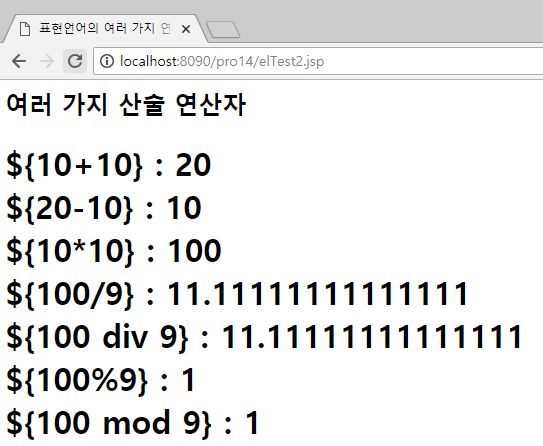 표현언어의 여러 가지 연
localhost:8090/pro14/elTest2.jsp
여러 가지 산술 연산자
${10+10} : 20
${20-10} : 10
${10*10} : 100
${100/9} : 11.11111111111111
${100 div 9} : 11.11111111111111
${100%9} : 1
${100 mod 9} : 1